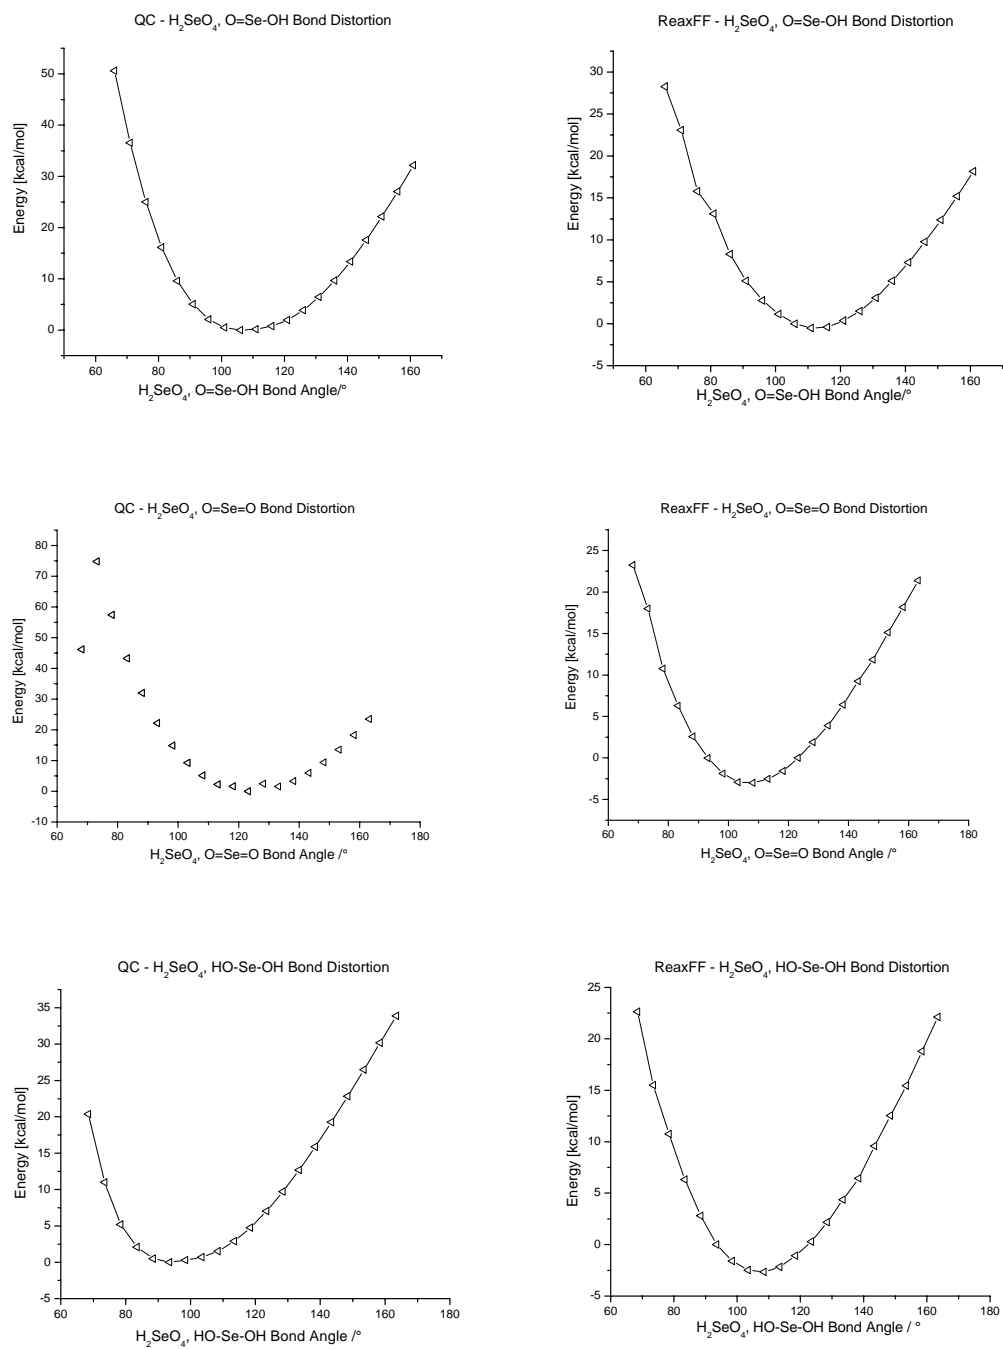 QC - H₂SeO₄, O=Se-OH Bond Distortion
Energy [kcal/mol]
50
40
30
20
10
0
60 80 100 120 140 160
H₂SeO₄, O=Se-OH Bond Angle/°
ReaxFF - H₂SeO₄, O=Se-OH Bond Distortion
Energy [kcal/mol]
30
25
20
15
10
5
0
-5
60 80 100 120 140 160
H₂SeO₄, O=Se-OH Bond Angle/°
QC - H₂SeO₄, O=Se=O Bond Distortion
Energy [kcal/mol]
80
70
60
50
40
30
20
10
0
-10
60 80 100 120 140 160 180
H₂SeO₄, O=Se=O Bond Angle /°
ReaxFF - H₂SeO₄, O=Se=O Bond Distortion
Energy [kcal/mol]
25
20
15
10
5
0
-5
60 80 100 120 140 160 180
H₂SeO₄, O=Se=O Bond Angle /°
QC - H₂SeO₄, HO-Se-OH Bond Distortion
Energy [kcal/mol]
35
30
25
20
15
10
5
0
-5
60 80 100 120 140 160 180
H₂SeO₄, HO-Se-OH Bond Angle /°
ReaxFF - H₂SeO₄, HO-Se-OH Bond Distortion
Energy [kcal/mol]
25
20
15
10
5
0
-5
60 80 100 120 140 160 180
H₂SeO₄, HO-Se-OH Bond Angle / °